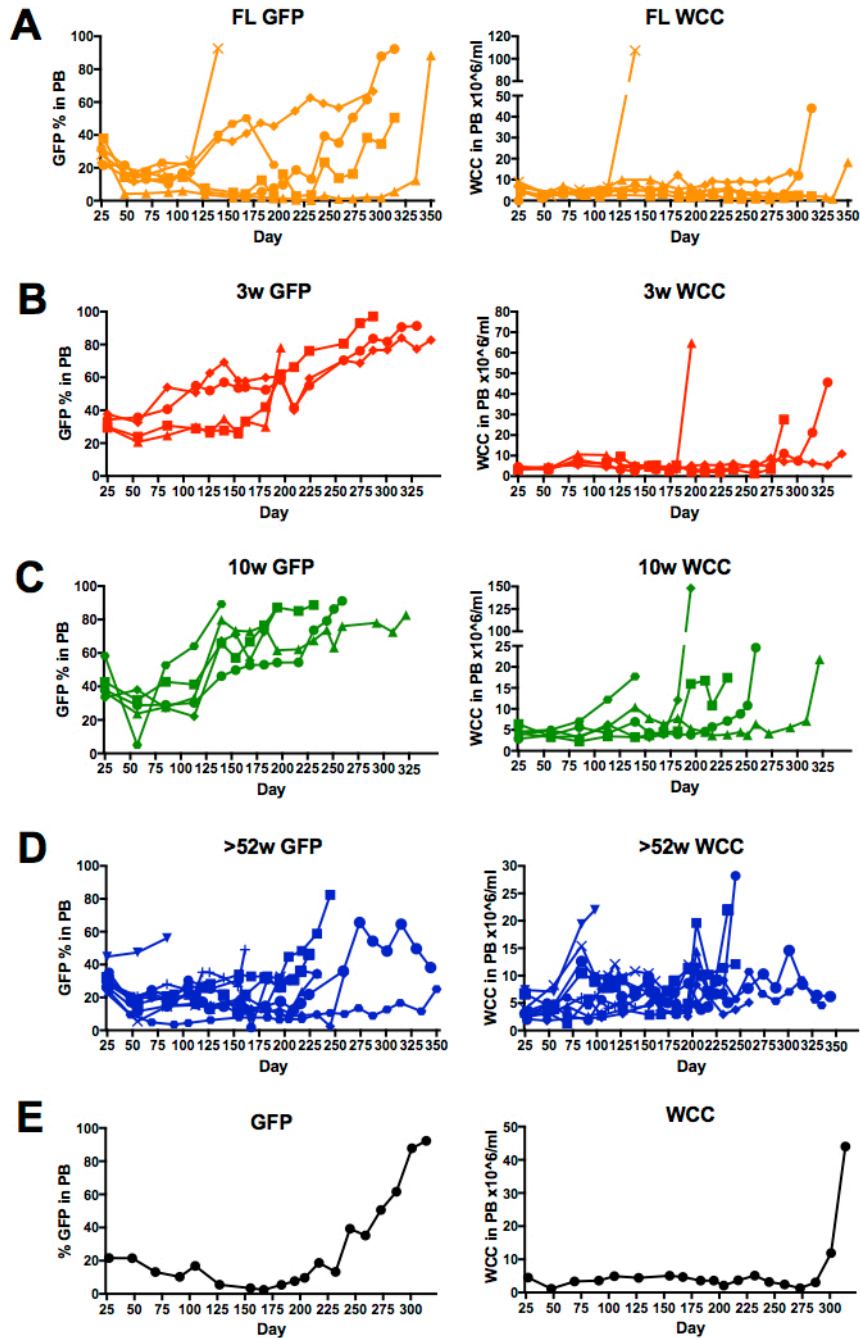 A
FL GFP
FL WCC
GFP % in PB
100
80
60
40
20
0
25 50 75 100 125 150 175 200 225 250 275 300 325 350
Day
WCC in PB x10^6/ml
120
100
80
60
50
40
30
20
10
0
25 50 75 100 125 150 175 200 225 250 275 300 325 350
Day
B
3w GFP
3w WCC
GFP % in PB
100
80
60
40
20
0
25 50 75 100 125 150 175 200 225 250 275 300 325
Day
WCC in PB x10^6/ml
80
70
60
50
40
30
20
10
0
25 50 75 100 125 150 175 200 225 250 275 300 325
Day
C
10w GFP
10w WCC
GFP % in PB
100
80
60
40
20
0
25 50 75 100 125 150 175 200 225 250 275 300 325
Day
WCC in PB x10^6/ml
150
100
25
20
15
10
5
0
25 50 75 100 125 150 175 200 225 250 275 300 325
Day
D
>52w GFP
>52w WCC
GFP % in PB
100
80
60
40
20
0
25 50 75 100 125 150 175 200 225 250 275 300 325 350
Day
WCC in PB x10^6/ml
30
25
20
15
10
5
0
25 50 75 100 125 150 175 200 225 250 275 300 325 350
Day
E
GFP
WCC
% GFP in PB
100
80
60
40
20
0
25 50 75 100 125 150 175 200 225 250 275 300
Day
WCC in PB x10^6/ml
50
40
30
20
10
0
25 50 75 100 125 150 175 200 225 250 275 300
Day